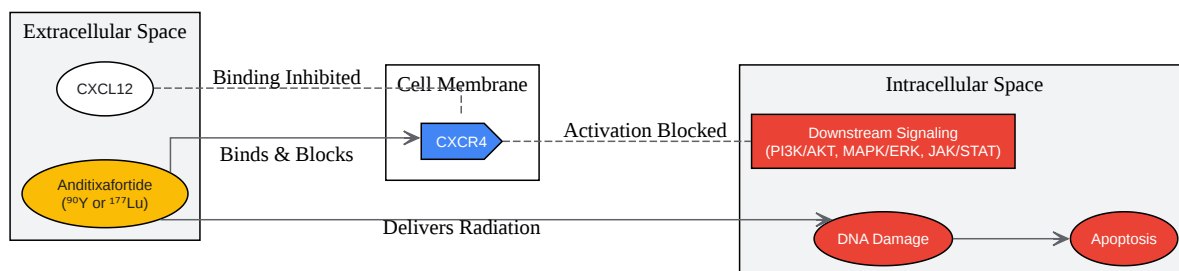 Extracellular Space
CXCL12
Binding Inhibited
Cell Membrane
CXCR4
Binds & Blocks
Anditixafortide
(⁹⁰Y or ¹⁷⁷Lu)
Activation Blocked
Intracellular Space
Downstream Signaling
(PI3K/AKT, MAPK/ERK, JAK/STAT)
Delivers Radiation
DNA Damage
Apoptosis